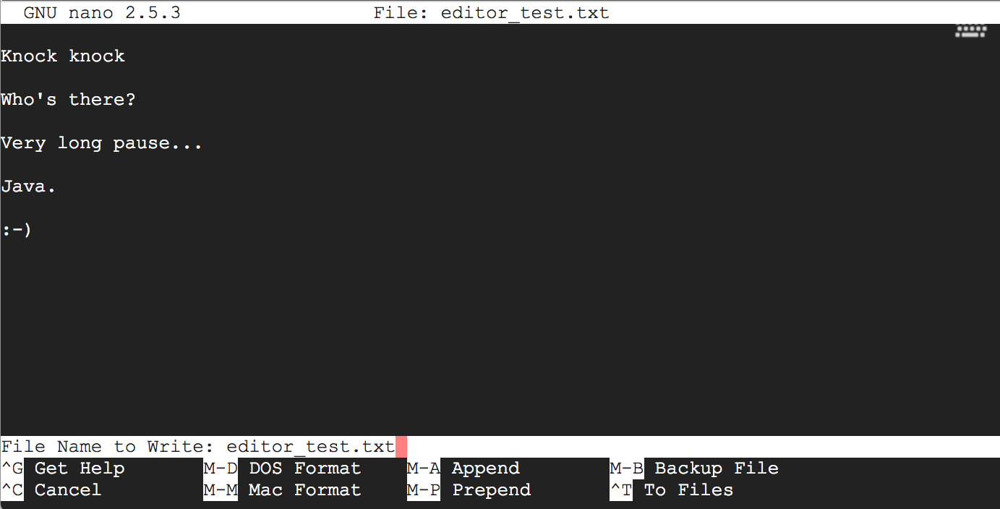 GNU nano 2.5.3 File: editor_test.txt
Knock knock
Who's there?
Very long pause...
Java.
:-)
File Name to Write: editor_test.txt
^G Get Help M-D DOS Format M-A Append M-B Backup File
^C Cancel M-M Mac Format M-P Prepend ^T To Files